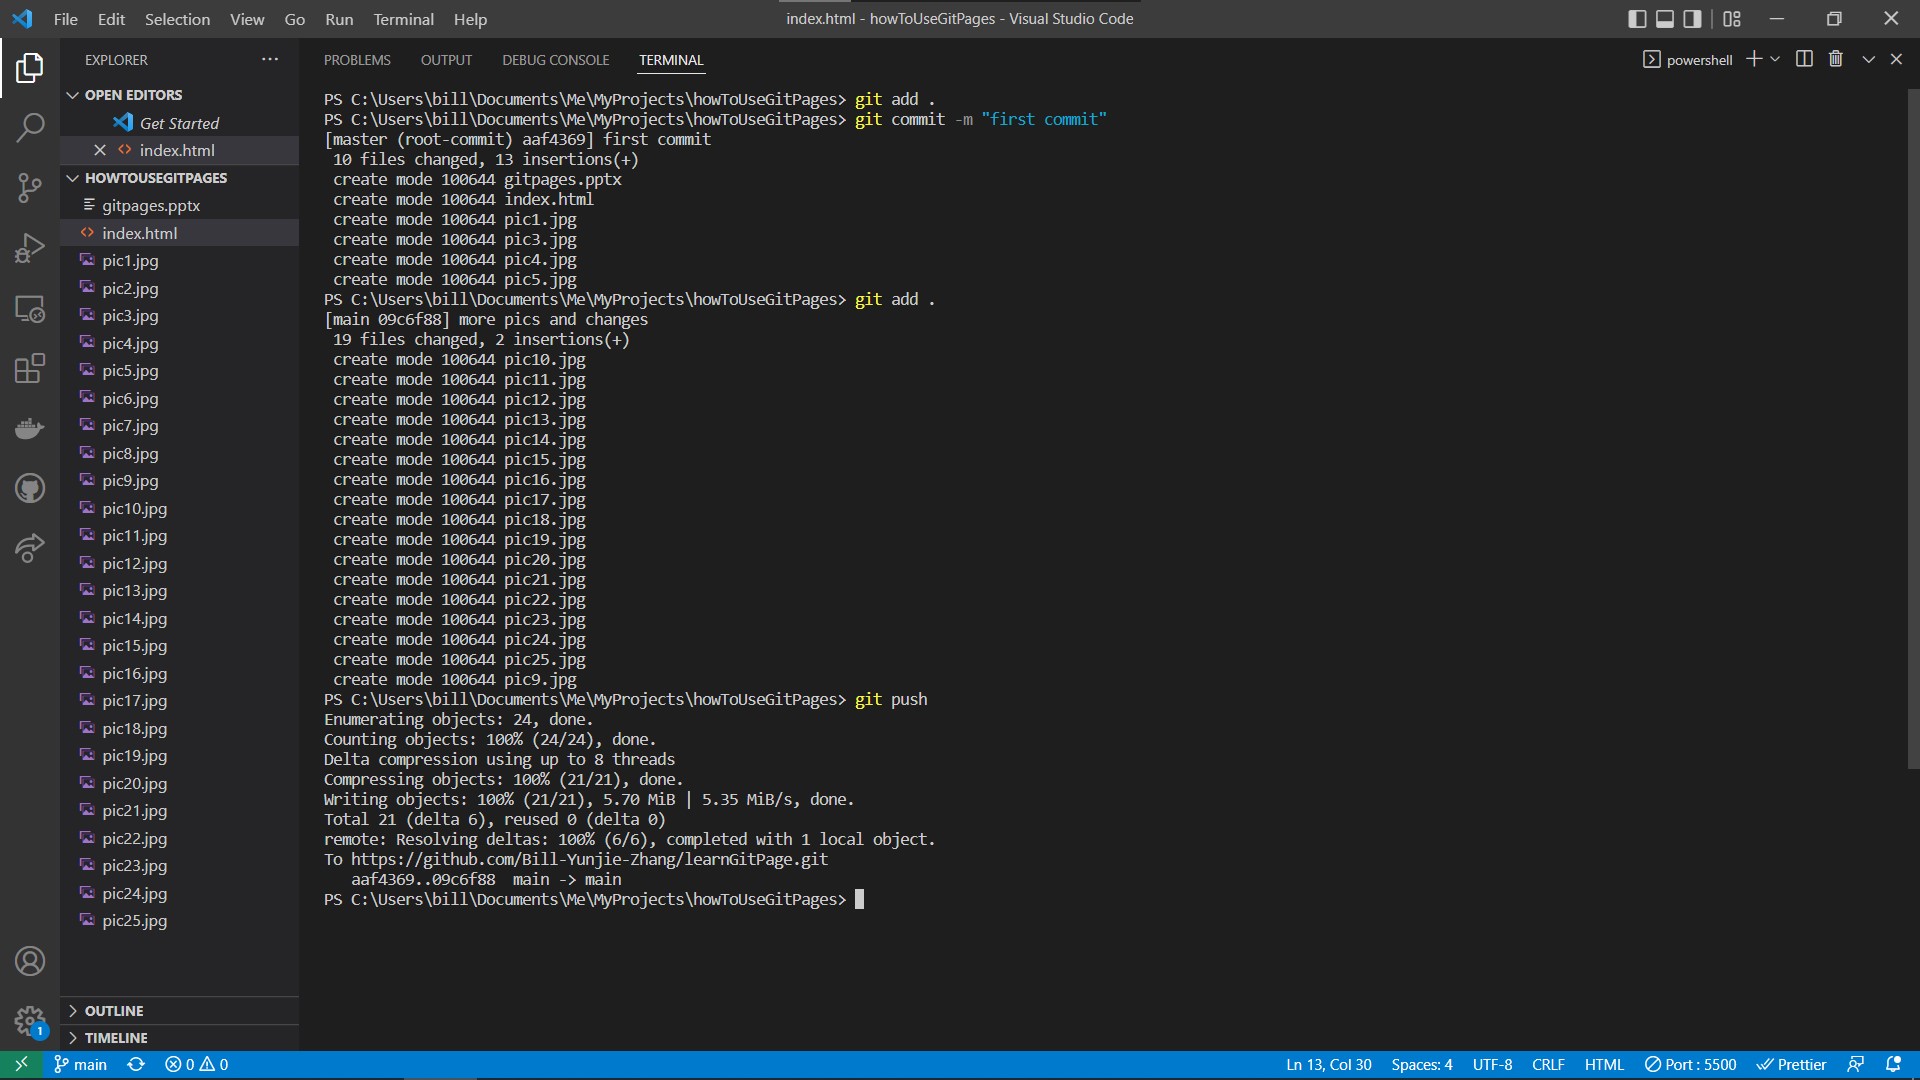 File Edit Selection View Go Run Terminal Help
index.html - howToUseGitPages - Visual Studio Code
EXPLORER
OPEN EDITORS
Get Started
index.html
HOWTOUSEGITPAGES
gitpages.pptx
index.html
pic1.jpg
pic2.jpg
pic3.jpg
pic4.jpg
pic5.jpg
pic6.jpg
pic7.jpg
pic8.jpg
pic9.jpg
pic10.jpg
pic11.jpg
pic12.jpg
pic13.jpg
pic14.jpg
pic15.jpg
pic16.jpg
pic17.jpg
pic18.jpg
pic19.jpg
pic20.jpg
pic21.jpg
pic22.jpg
pic23.jpg
pic24.jpg
pic25.jpg
OUTLINE
TIMELINE
1
PROBLEMS OUTPUT DEBUG CONSOLE TERMINAL
powershell
PS C:\Users\bill\Documents\Me\MyProjects\howToUseGitPages> git add .
PS C:\Users\bill\Documents\Me\MyProjects\howToUseGitPages> git commit -m "first commit"
[master (root-commit) aaf4369] first commit
10 files changed, 13 insertions(+)
create mode 100644 gitpages.pptx
create mode 100644 index.html
create mode 100644 pic1.jpg
create mode 100644 pic3.jpg
create mode 100644 pic4.jpg
create mode 100644 pic5.jpg
PS C:\Users\bill\Documents\Me\MyProjects\howToUseGitPages> git add .
[main 09c6f88] more pics and changes
19 files changed, 2 insertions(+)
create mode 100644 pic10.jpg
create mode 100644 pic11.jpg
create mode 100644 pic12.jpg
create mode 100644 pic13.jpg
create mode 100644 pic14.jpg
create mode 100644 pic15.jpg
create mode 100644 pic16.jpg
create mode 100644 pic17.jpg
create mode 100644 pic18.jpg
create mode 100644 pic19.jpg
create mode 100644 pic20.jpg
create mode 100644 pic21.jpg
create mode 100644 pic22.jpg
create mode 100644 pic23.jpg
create mode 100644 pic24.jpg
create mode 100644 pic25.jpg
create mode 100644 pic9.jpg
PS C:\Users\bill\Documents\Me\MyProjects\howToUseGitPages> git push
Enumerating objects: 24, done.
Counting objects: 100% (24/24), done.
Delta compression using up to 8 threads
Compressing objects: 100% (21/21), done.
Writing objects: 100% (21/21), 5.70 MiB | 5.35 MiB/s, done.
Total 21 (delta 6), reused 0 (delta 0)
remote: Resolving deltas: 100% (6/6), completed with 1 local object.
To https://github.com/Bill-Yunjie-Zhang/learnGitPage.git
aaf4369..09c6f88 main -> main
PS C:\Users\bill\Documents\Me\MyProjects\howToUseGitPages>
main 0 0 Ln 13, Col 30 Spaces: 4 UTF-8 CRLF HTML Port : 5500 Prettier